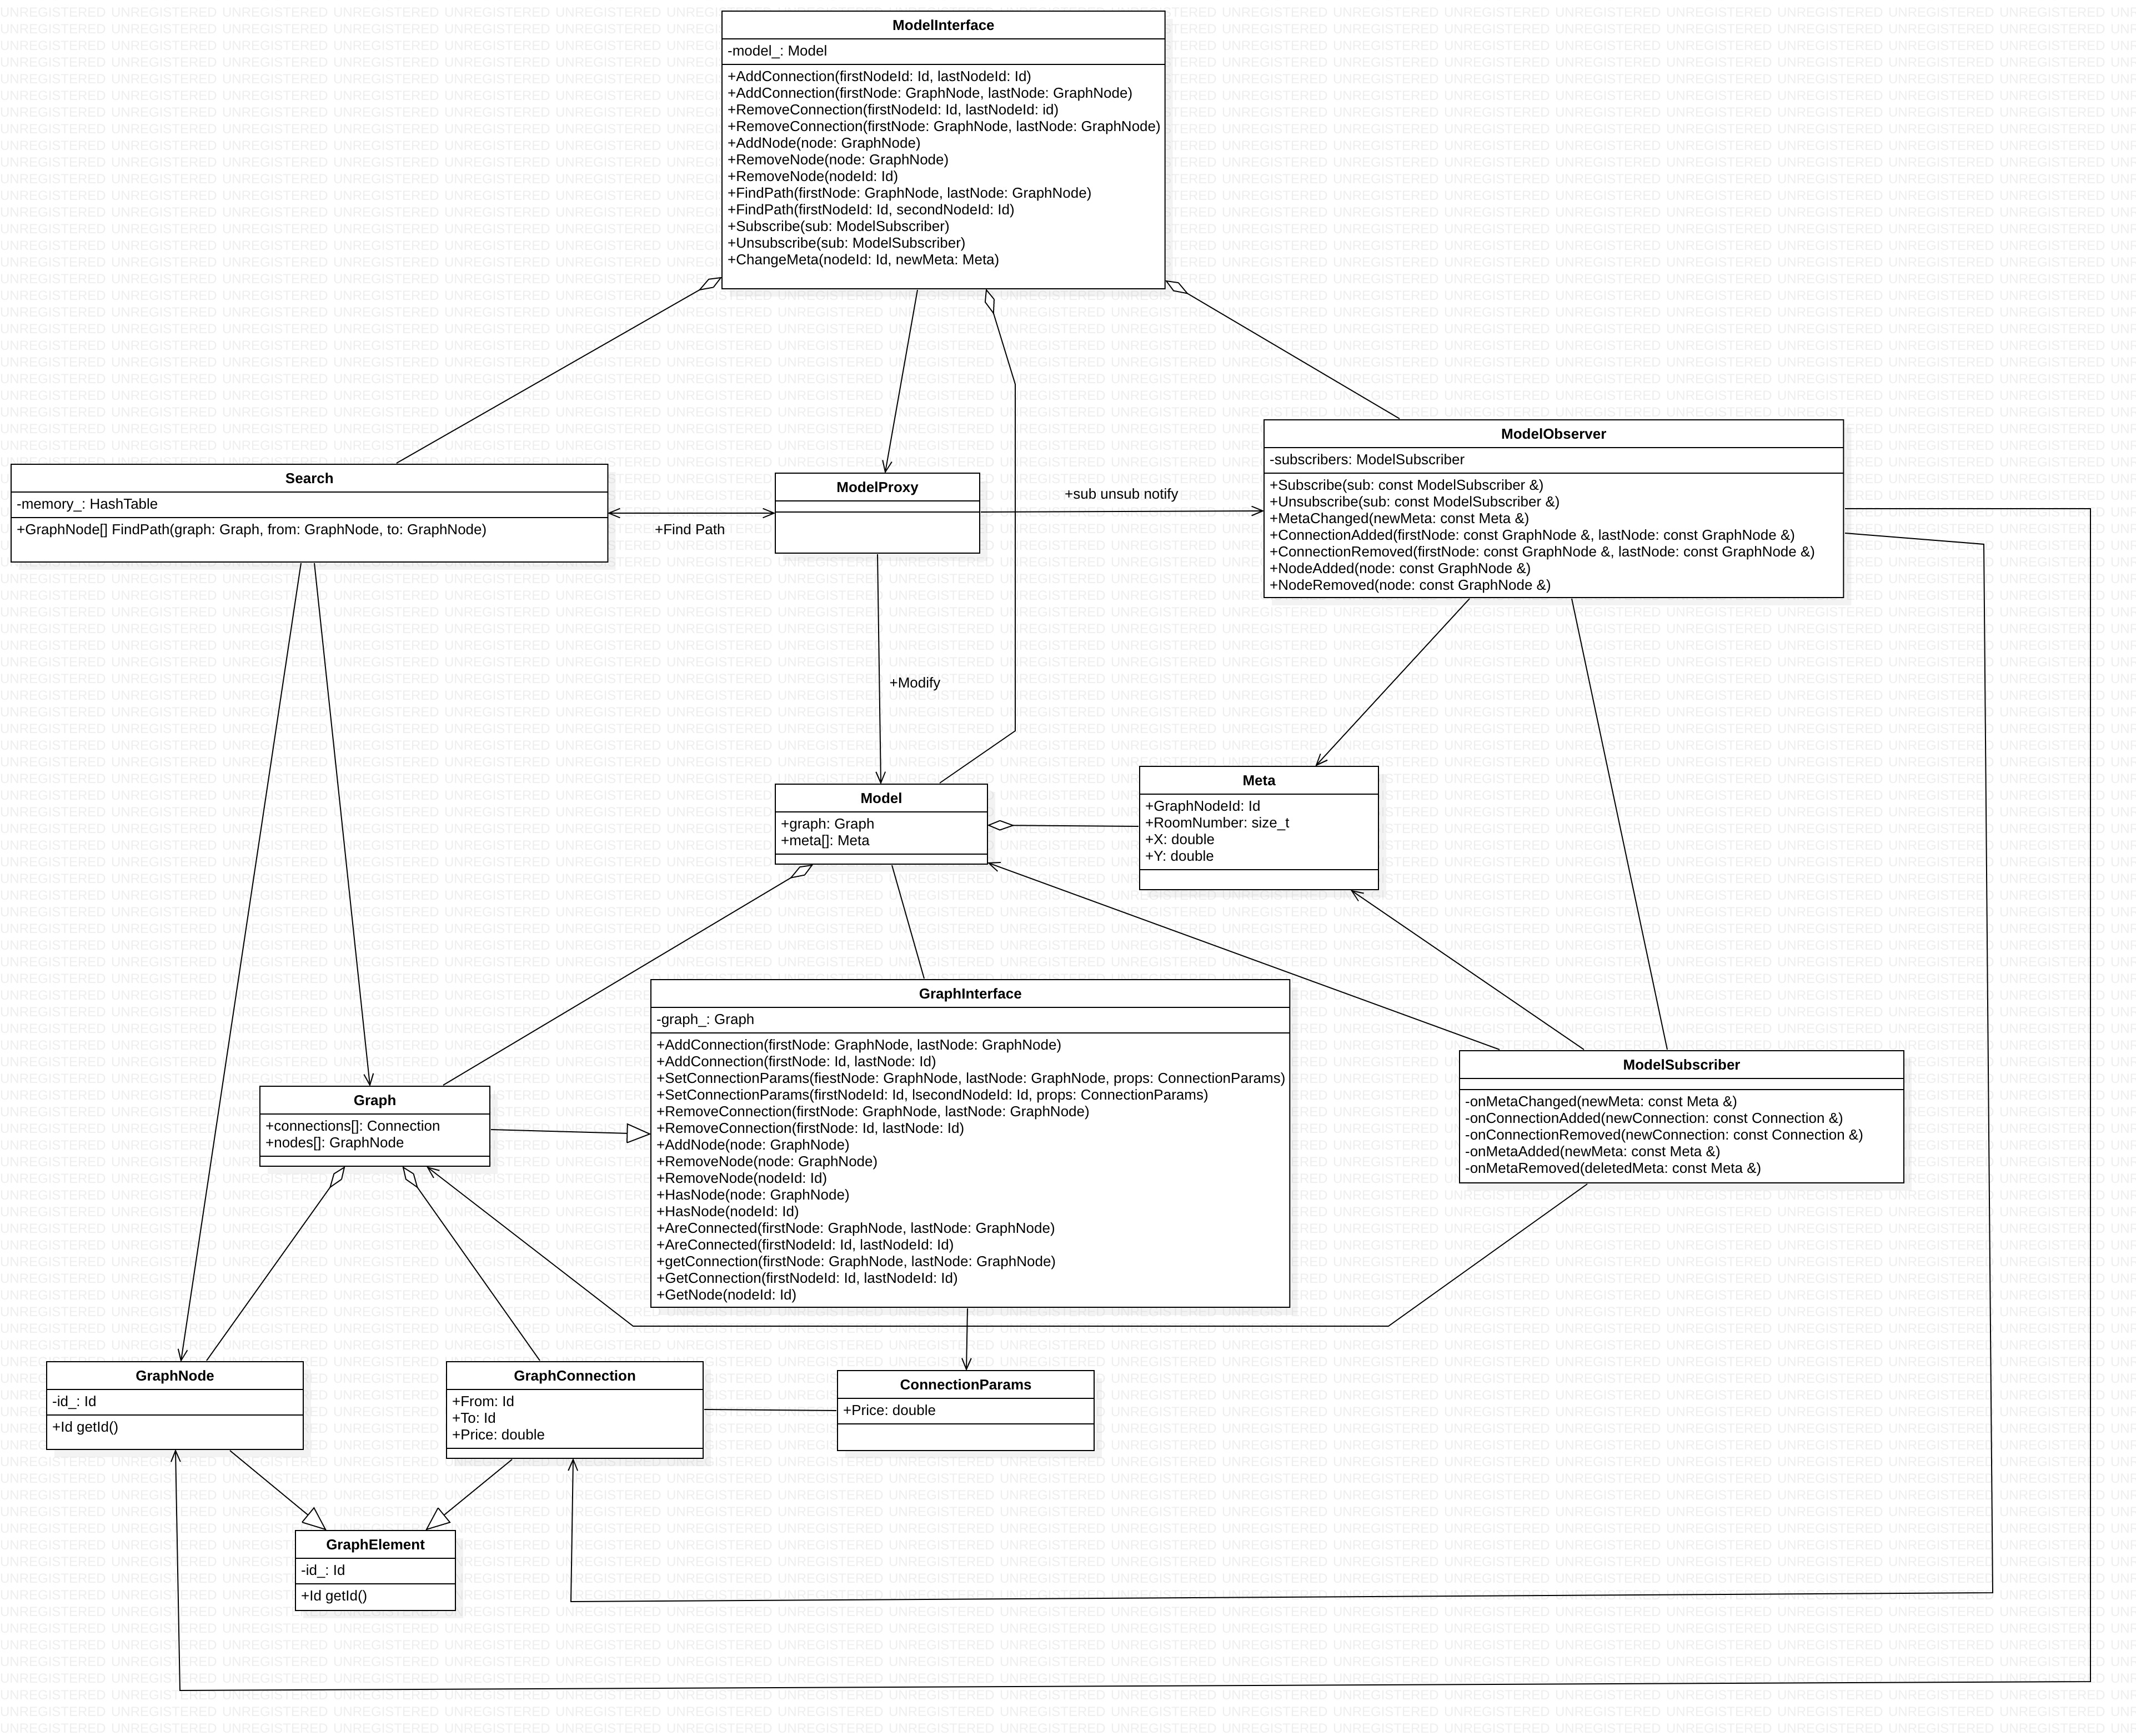 ModelInterface
-model_: Model
+AddConnection(firstNodeId: Id, lastNodeId: Id)
+AddConnection(firstNode: GraphNode, lastNode: GraphNode)
+RemoveConnection(firstNodeId: Id, lastNodeId: id)
+RemoveConnection(firstNode: GraphNode, lastNode: GraphNode)
+AddNode(node: GraphNode)
+RemoveNode(node: GraphNode)
+RemoveNode(nodeId: Id)
+FindPath(firstNode: GraphNode, lastNode: GraphNode)
+FindPath(firstNodeId: Id, secondNodeId: Id)
+Subscribe(sub: ModelSubscriber)
+Unsubscribe(sub: ModelSubscriber)
+ChangeMeta(nodeId: Id, newMeta: Meta)
Search
-memory_: HashTable
+GraphNode[] FindPath(graph: Graph, from: GraphNode, to: GraphNode)
+Find Path
ModelProxy
+sub unsub notify
ModelObserver
-subscribers: ModelSubscriber
+Subscribe(sub: const ModelSubscriber &)
+Unsubscribe(sub: const ModelSubscriber &)
+MetaChanged(newMeta: const Meta &)
+ConnectionAdded(firstNode: const GraphNode &, lastNode: const GraphNode &)
+ConnectionRemoved(firstNode: const GraphNode &, lastNode: const GraphNode &)
+NodeAdded(node: const GraphNode &)
+NodeRemoved(node: const GraphNode &)
+Modify
Model
+graph: Graph
+meta[]: Meta
Meta
+GraphNodeId: Id
+RoomNumber: size_t
+X: double
+Y: double
GraphInterface
-graph_: Graph
+AddConnection(firstNode: GraphNode, lastNode: GraphNode)
+AddConnection(firstNode: Id, lastNode: Id)
+SetConnectionParams(fiestNode: GraphNode, lastNode: GraphNode, props: ConnectionParams)
+SetConnectionParams(firstNodeId: Id, lsecondNodeId: Id, props: ConnectionParams)
+RemoveConnection(firstNode: GraphNode, lastNode: GraphNode)
+RemoveConnection(firstNode: Id, lastNode: Id)
+AddNode(node: GraphNode)
+RemoveNode(node: GraphNode)
+RemoveNode(nodeId: Id)
+HasNode(node: GraphNode)
+HasNode(nodeId: Id)
+AreConnected(firstNode: GraphNode, lastNode: GraphNode)
+AreConnected(firstNodeId: Id, lastNodeId: Id)
+getConnection(firstNode: GraphNode, lastNode: GraphNode)
+GetConnection(firstNodeId: Id, lastNodeId: Id)
+GetNode(nodeId: Id)
ModelSubscriber
-onMetaChanged(newMeta: const Meta &)
-onConnectionAdded(newConnection: const Connection &)
-onConnectionRemoved(newConnection: const Connection &)
-onMetaAdded(newMeta: const Meta &)
-onMetaRemoved(deletedMeta: const Meta &)
Graph
+connections[]: Connection
+nodes[]: GraphNode
GraphNode
-id_: Id
+Id getId()
GraphConnection
+From: Id
+To: Id
+Price: double
ConnectionParams
+Price: double
GraphElement
-id_: Id
+Id getId()